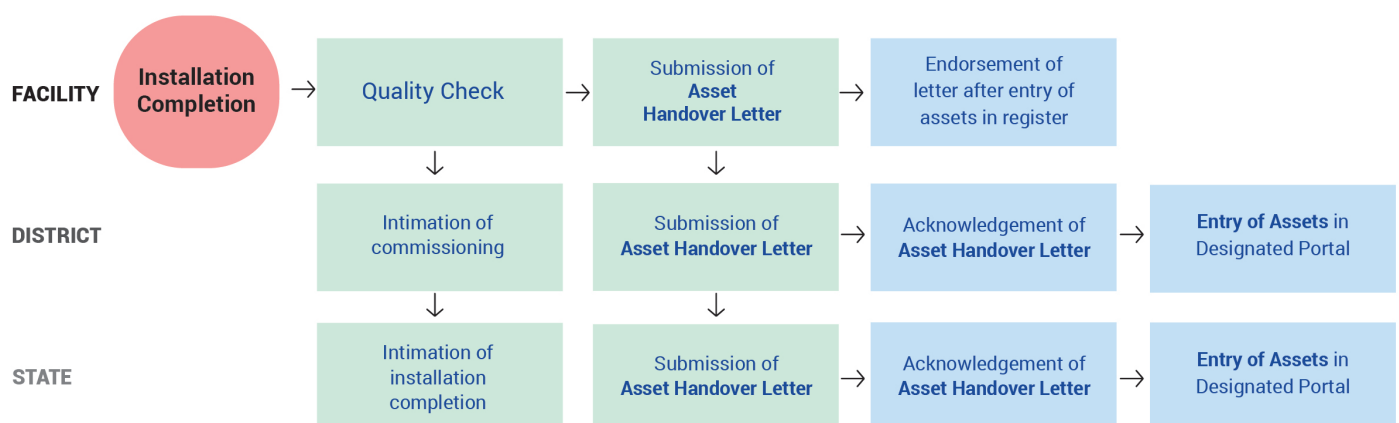 FACILITY
Installation
Completion
Quality Check
Submission of
Asset
Handover Letter
Endorsement of
letter after entry of
assets in register
DISTRICT
Intimation of
commissioning
Submission of
Asset Handover Letter
Acknowledgement of
Asset Handover Letter
Entry of Assets in
Designated Portal
STATE
Intimation of
installation
completion
Submission of
Asset Handover Letter
Acknowledgement of
Asset Handover Letter
Entry of Assets in
Designated Portal